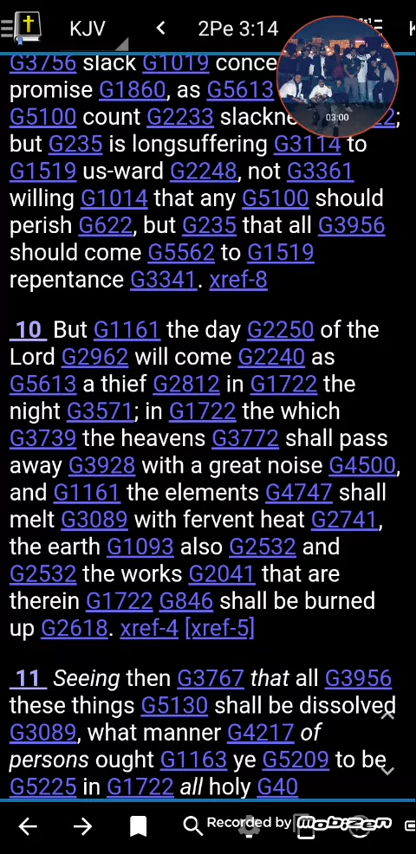 KJV 2Pe 3:14
G3756 slack G1019 conce
promise G1860, as G5613
G5100 count G2233 slackne 2;
but G235 is longsuffering G3114 to
G1519 us-ward G2248, not G3361
willing G1014 that any G5100 should
perish G622, but G235 that all G3956
should come G5562 to G1519
repentance G3341. xref-8
10 But G1161 the day G2250 of the
Lord G2962 will come G2240 as
G5613 a thief G2812 in G1722 the
night G3571; in G1722 the which
G3739 the heavens G3772 shall pass
away G3928 with a great noise G4500,
and G1161 the elements G4747 shall
melt G3089 with fervent heat G2741,
the earth G1093 also G2532 and
G2532 the works G2041 that are
therein G1722 G846 shall be burned
up G2618. xref-4 [xref-5]
11 Seeing then G3767 that all G3956
these things G5130 shall be dissolved
G3089, what manner G4217 of
persons ought G1163 ye G5209 to be
G5225 in G1722 all holy G40
03:00
Recorded by mobizen